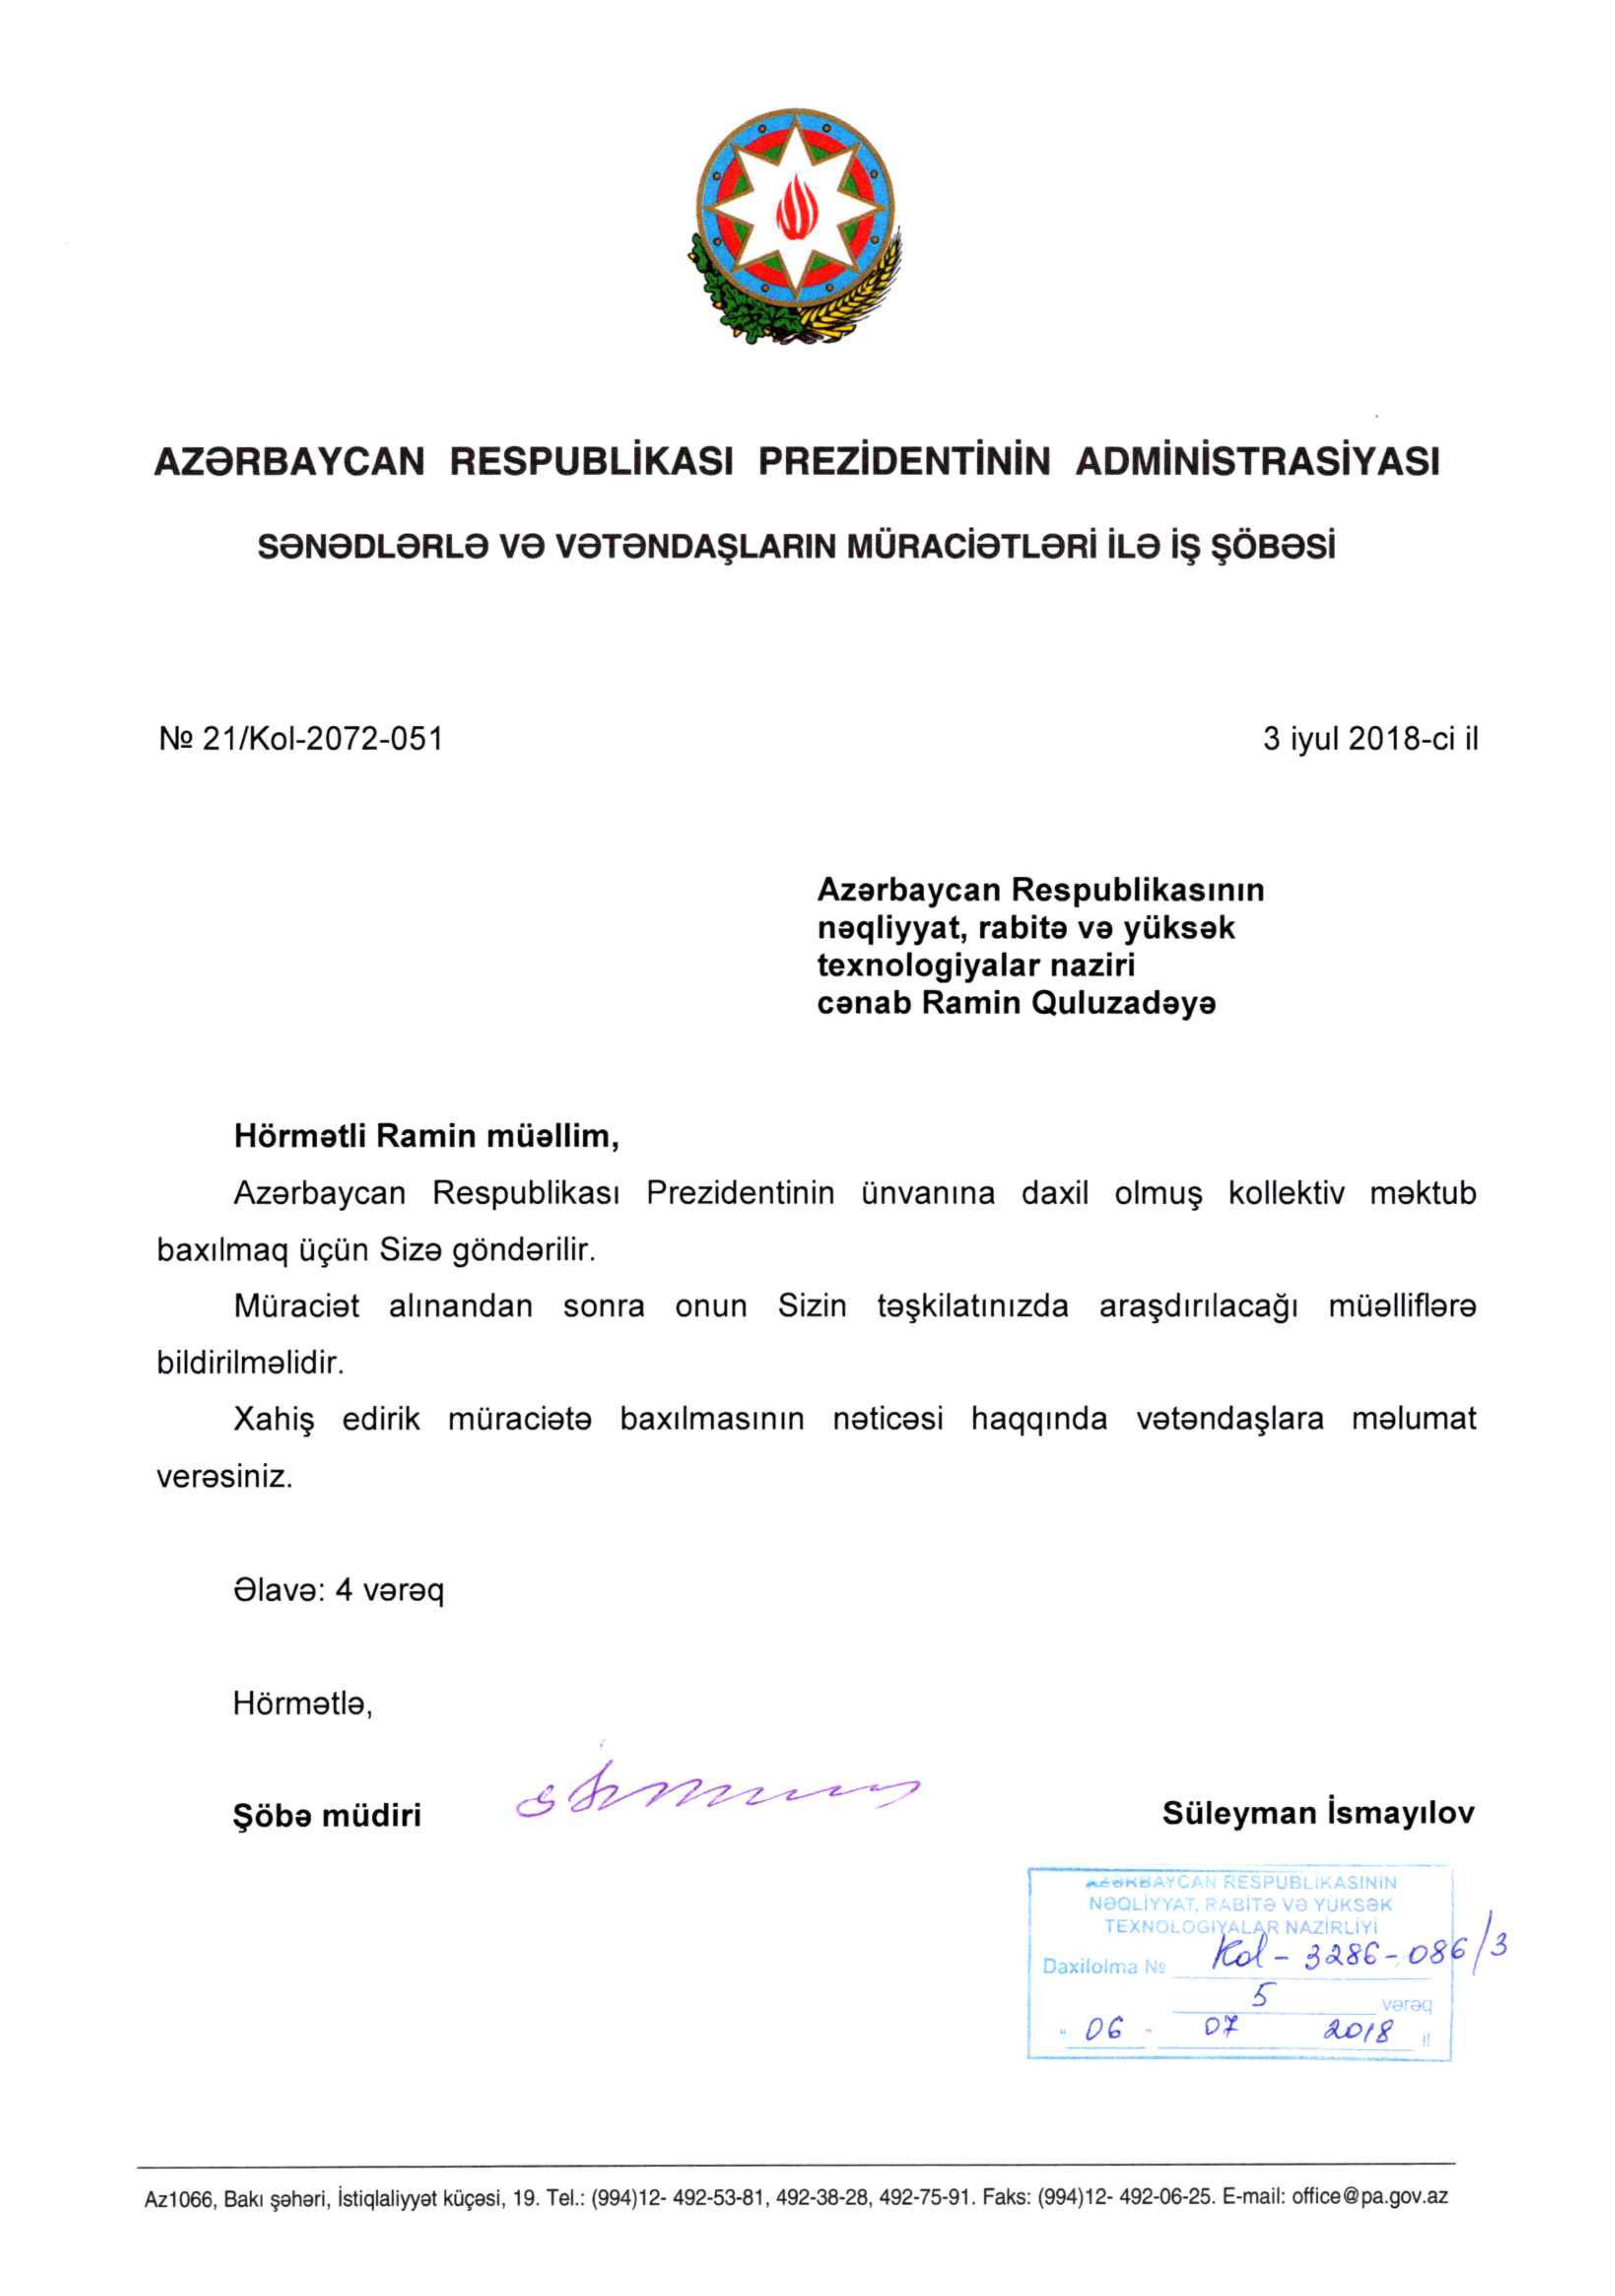 AZƏRBAYCAN RESPUBLİKASI PREZİDENTİNİN ADMİNİSTRASİYASI
SƏNƏDLƏRLƏ VƏ VƏTƏNDAŞLARIN MÜRACİƏTLƏRİ İLƏ İŞ ŞÖBƏSİ
№ 21/Kol-2072-051 3 iyul 2018-ci il
Azərbaycan Respublikasının
nəqliyyat, rabitə və yüksək
texnologiyalar naziri
cənab Ramin Quluzadəyə
Hörmətli Ramin müəllim,
Azərbaycan Respublikası Prezidentinin ünvanına daxil olmuş kollektiv məktub
baxılmaq üçün Sizə göndərilir.
Müraciət alınandan sonra onun Sizin təşkilatınızda araşdırılacağı müəlliflərə
bildirilməlidir.
Xahiş edirik müraciətə baxılmasının nəticəsi haqqında vətəndaşlara məlumat
verəsiniz.
Əlavə: 4 vərəq
Hörmətlə,
Şöbə müdiri Süleyman İsmayılov
AZƏRBAYCAN RESPUBLİKASININ
NƏQLİYYAT, RABİTƏ VƏ YÜKSƏK
TEXNOLOGİYALAR NAZİRLİYİ
Daxilolma № Kol - 3286-086/3
5 vərəq
" 06 " 07 2018 il
Az1066, Bakı şəhəri, İstiqlaliyyət küçəsi, 19. Tel.: (994)12- 492-53-81, 492-38-28, 492-75-91. Faks: (994)12- 492-06-25. E-mail: office@pa.gov.az